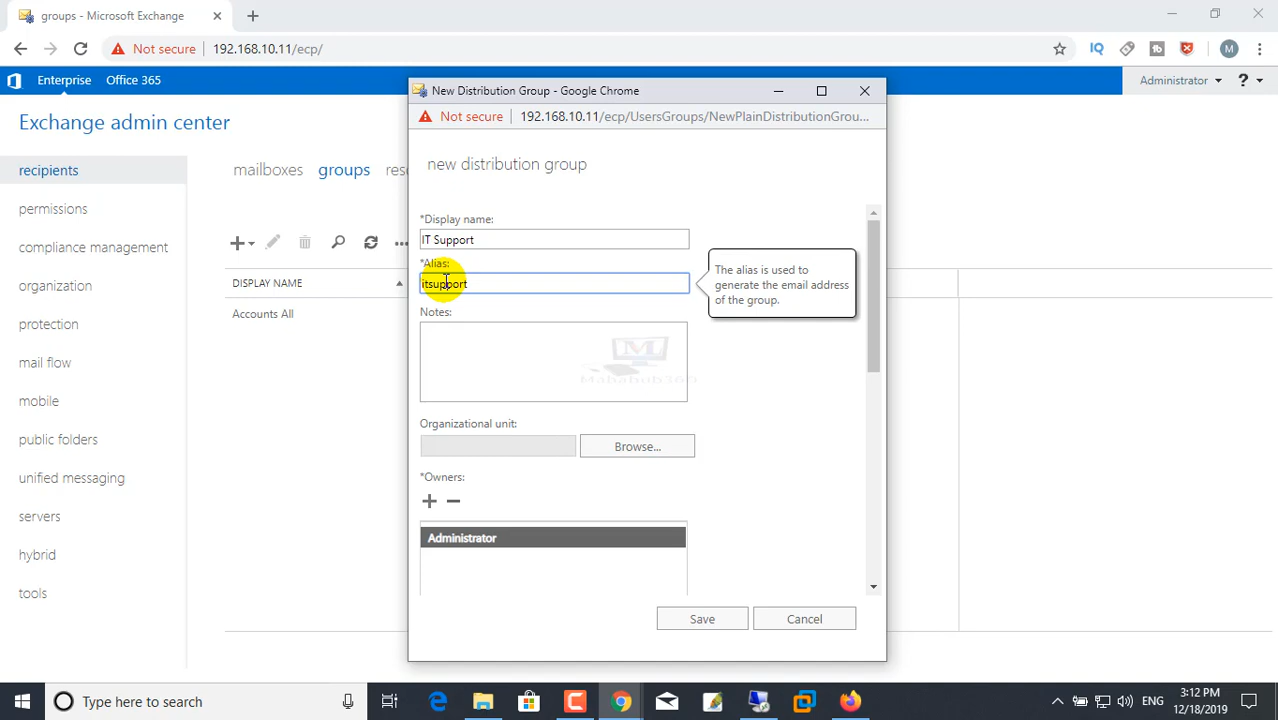 groups - Microsoft Exchange
Not secure 192.168.10.11/ecp/
M
Enterprise Office 365
Administrator ?
Exchange admin center
recipients
permissions
compliance management
organization
protection
mail flow
mobile
public folders
unified messaging
servers
hybrid
tools
mailboxes groups res
DISPLAY NAME
Accounts All
New Distribution Group - Google Chrome
Not secure 192.168.10.11/ecp/UsersGroups/NewPlainDistributionGrou...
new distribution group
*Display name:
IT Support
*Alias:
itsupport
The alias is used to
generate the email address
of the group.
Notes:
Mahahub360
Organizational unit:
Browse...
*Owners:
Administrator
Save Cancel
Type here to search
ENG
3:12 PM
12/18/2019